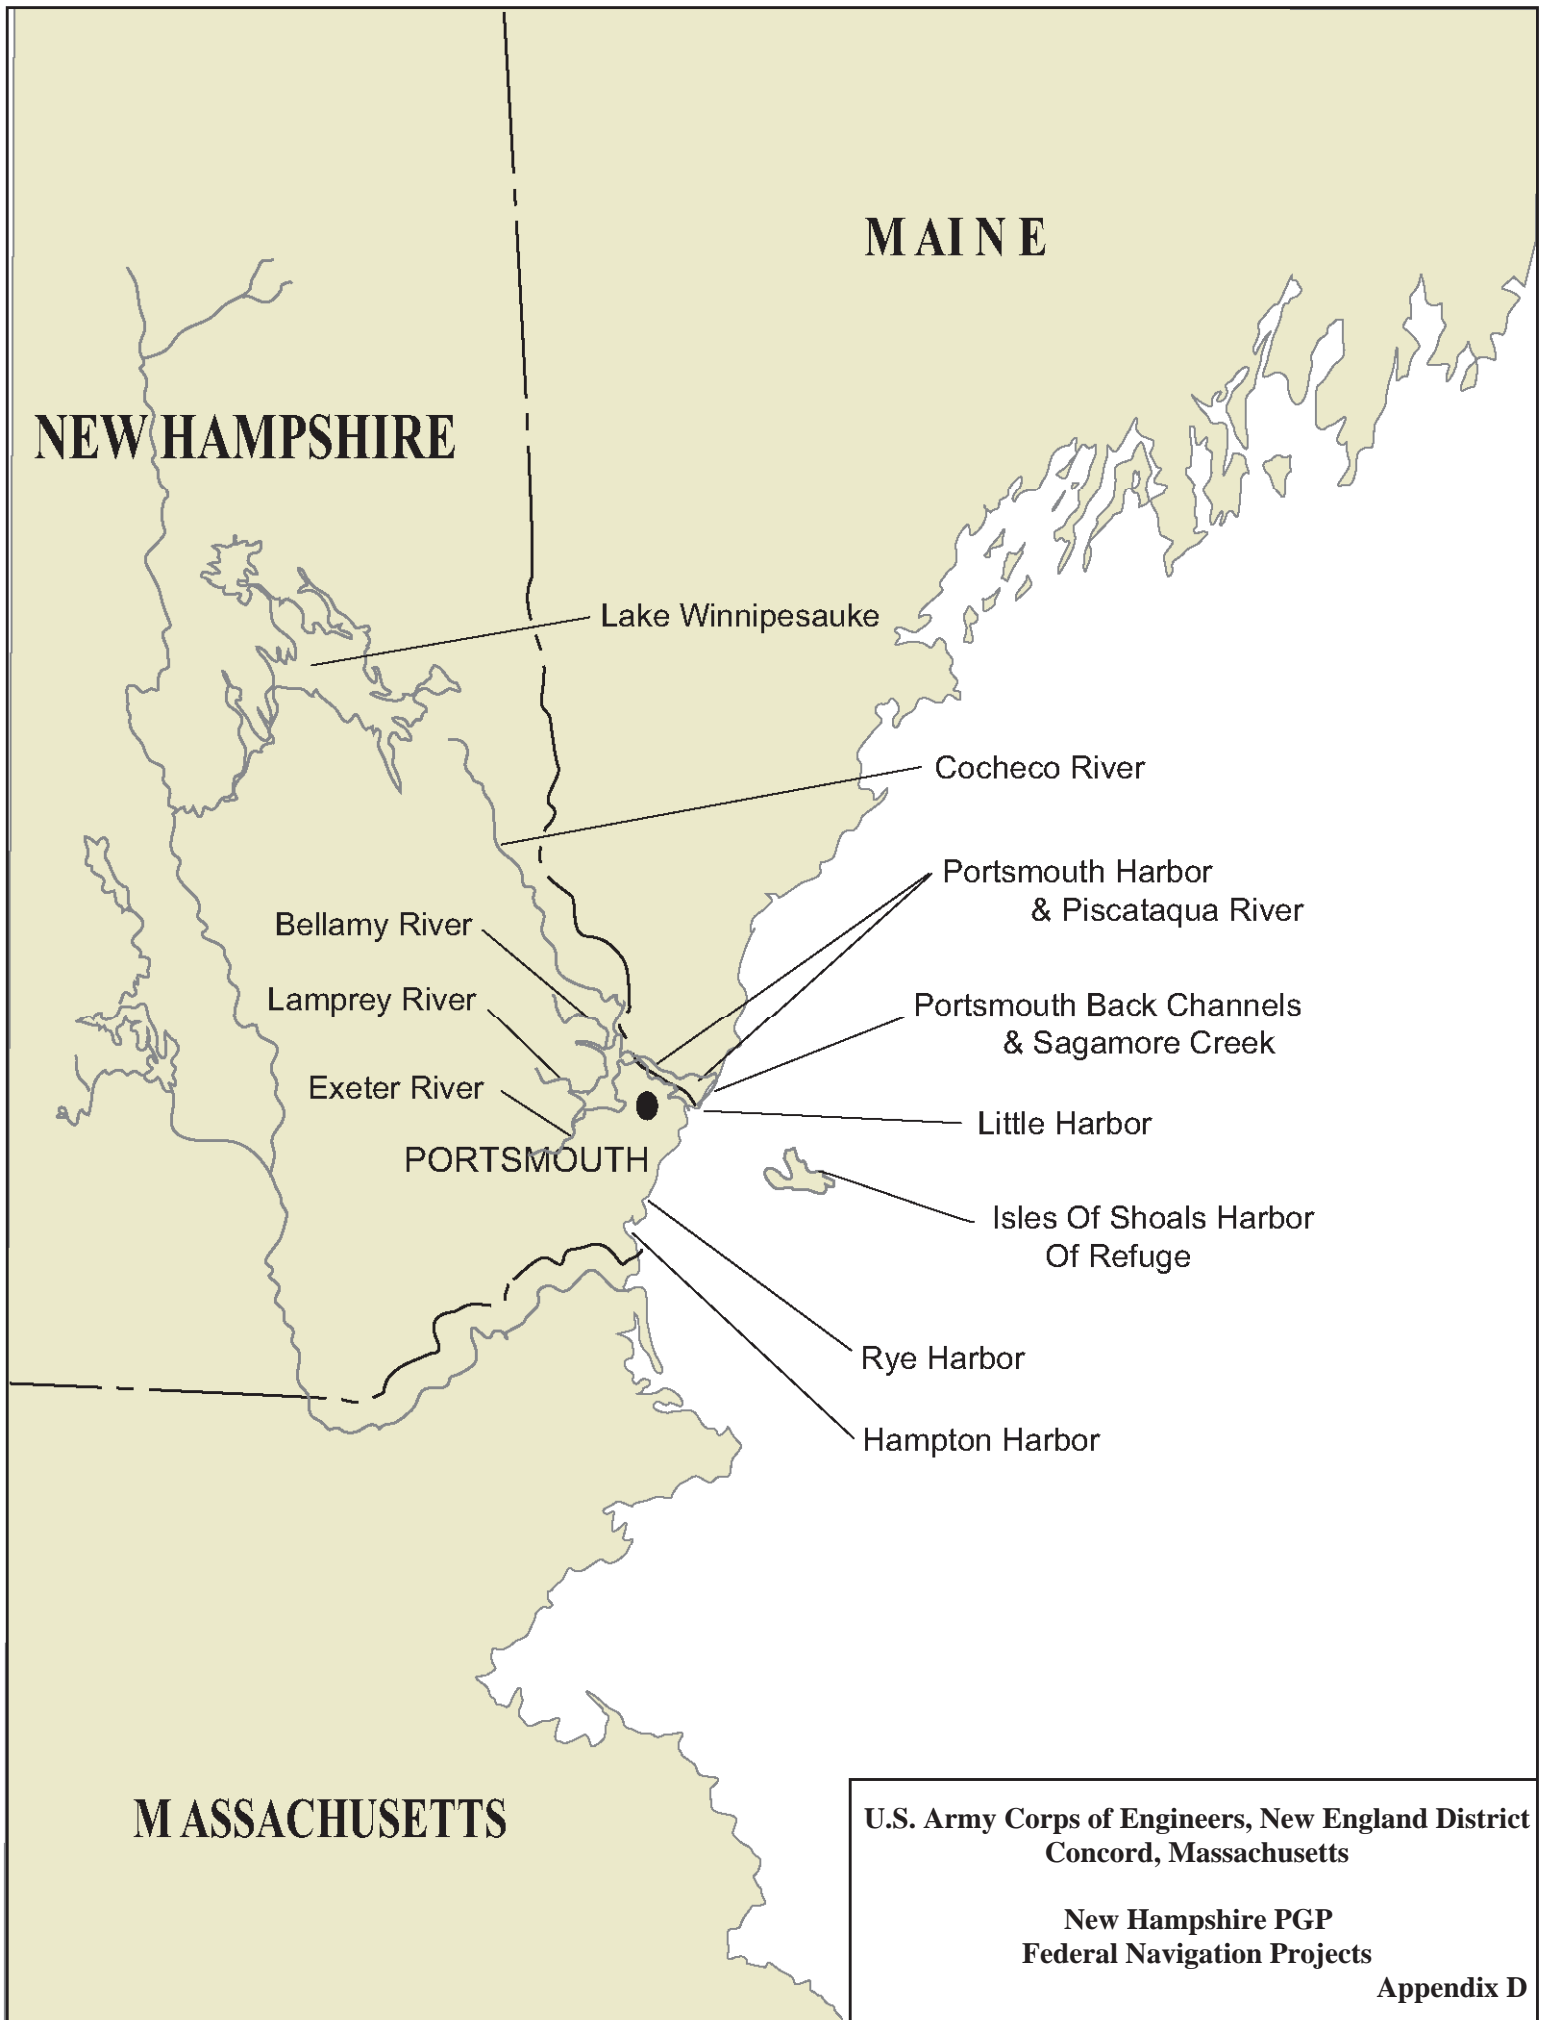 MAINE
NEW HAMPSHIRE
Lake Winnipesauke
Cocheco River
Portsmouth Harbor
& Piscataqua River
Bellamy River
Lamprey River
Portsmouth Back Channels
& Sagamore Creek
Exeter River
Little Harbor
PORTSMOUTH
Isles Of Shoals Harbor
Of Refuge
Rye Harbor
Hampton Harbor
MASSACHUSETTS
U.S. Army Corps of Engineers, New England District
Concord, Massachusetts
New Hampshire PGP
Federal Navigation Projects
Appendix D